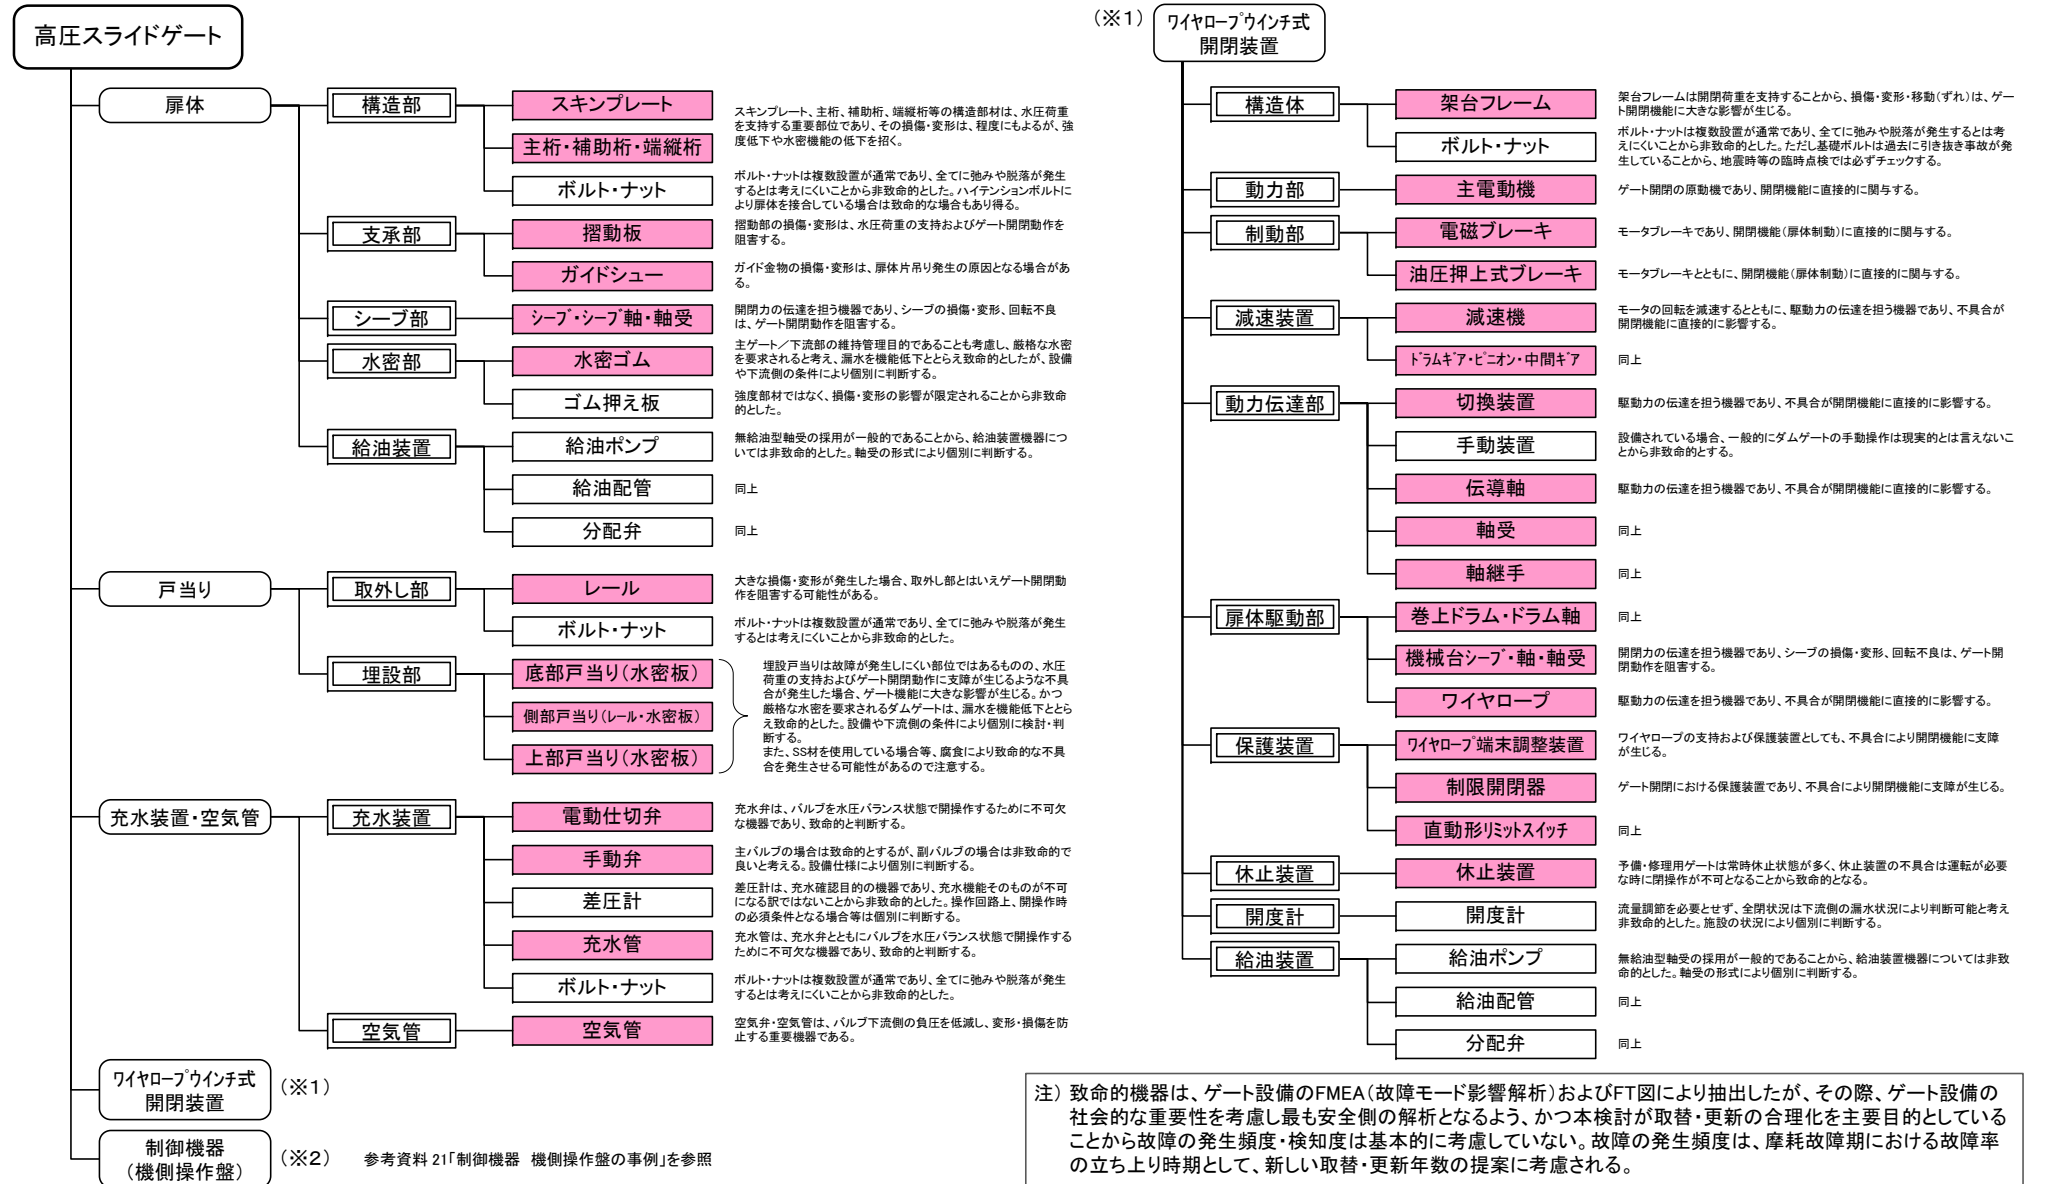 高圧スライドゲート
扉体
構造部
スキンプレート
スキンプレート、主桁、補助桁、端縦桁等の構造部材は、水圧荷重
を支持する重要部位であり、その損傷・変形は、程度にもよるが、強
度低下や水密機能の低下を招く。
主桁・補助桁・端縦桁
ボルト・ナット
ボルト・ナットは複数設置が通常であり、全てに弛みや脱落が発生
するとは考えにくいことから非致命的とした。ハイテンションボルトに
より扉体を接合している場合は致命的な場合もあり得る。
支承部
摺動板
摺動部の損傷・変形は、水圧荷重の支持およびゲート開閉動作を
阻害する。
ガイドシュー
ガイド金物の損傷・変形は、扉体片吊り発生の原因となる場合があ
る。
シーブ部
シーブ・シーブ軸・軸受
開閉力の伝達を担う機器であり、シーブの損傷・変形、回転不良
は、ゲート開閉動作を阻害する。
水密部
水密ゴム
主ゲート／下流部の維持管理目的であることも考慮し、厳格な水密
を要求されると考え、漏水を機能低下ととらえ致命的としたが、設備
や下流側の条件により個別に判断する。
ゴム押え板
強度部材ではなく、損傷・変形の影響が限定されることから非致命
的とした。
給油装置
給油ポンプ
無給油型軸受の採用が一般的であることから、給油装置機器につ
いては非致命的とした。軸受の形式により個別に判断する。
給油配管
同上
分配弁
同上
戸当り
取外し部
レール
大きな損傷・変形が発生した場合、取外し部とはいえゲート開閉動
作を阻害する可能性がある。
ボルト・ナット
ボルト・ナットは複数設置が通常であり、全てに弛みや脱落が発生
するとは考えにくいことから非致命的とした。
埋設部
底部戸当り(水密板)
側部戸当り(レール・水密板)
上部戸当り(水密板)
埋設戸当りは故障が発生しにくい部位ではあるものの、水圧
荷重の支持およびゲート開閉動作に支障が生じるような不具
合が発生した場合、ゲート機能に大きな影響が生じる。かつ
厳格な水密を要求されるダムゲートは、漏水を機能低下ととら
え致命的とした。設備や下流側の条件により個別に検討・判
断する。
また、SS材を使用している場合等、腐食により致命的な不具
合を発生させる可能性があるので注意する。
充水装置・空気管
充水装置
電動仕切弁
充水弁は、バルブを水圧バランス状態で開操作するために不可欠
な機器であり、致命的と判断する。
手動弁
主バルブの場合は致命的とするが、副バルブの場合は非致命的で
良いと考える。設備仕様により個別に判断する。
差圧計
差圧計は、充水確認目的の機器であり、充水機能そのものが不可
になる訳ではないことから非致命的とした。操作回路上、開操作時
の必須条件となる場合等は個別に判断する。
充水管
充水管は、充水弁とともにバルブを水圧バランス状態で開操作する
ために不可欠な機器であり、致命的と判断する。
ボルト・ナット
ボルト・ナットは複数設置が通常であり、全てに弛みや脱落が発生
するとは考えにくいことから非致命的とした。
空気管
空気管
空気弁・空気管は、バルブ下流側の負圧を低減し、変形・損傷を防
止する重要機器である。
ワイヤロープウインチ式
開閉装置
(※1)
制御機器
(機側操作盤)
(※2)
参考資料 21「制御機器 機側操作盤の事例」を参照
(※1)
ワイヤロープウインチ式
開閉装置
構造体
架台フレーム
架台フレームは開閉荷重を支持することから、損傷・変形・移動(ずれ)は、ゲー
ト開閉機能に大きな影響が生じる。
ボルト・ナット
ボルト・ナットは複数設置が通常であり、全てに弛みや脱落が発生するとは考
えにくいことから非致命的とした。ただし基礎ボルトは過去に引き抜き事故が発
生していることから、地震時等の臨時点検では必ずチェックする。
動力部
主電動機
ゲート開閉の原動機であり、開閉機能に直接的に関与する。
制動部
電磁ブレーキ
モータブレーキであり、開閉機能(扉体制動)に直接的に関与する。
油圧押上式ブレーキ
モータブレーキとともに、開閉機能(扉体制動)に直接的に関与する。
減速装置
減速機
モータの回転を減速するとともに、駆動力の伝達を担う機器であり、不具合が
開閉機能に直接的に影響する。
ドラムギア・ピニオン・中間ギア
同上
動力伝達部
切換装置
駆動力の伝達を担う機器であり、不具合が開閉機能に直接的に影響する。
手動装置
設備されている場合、一般的にダムゲートの手動操作は現実的とは言えないこ
とから非致命的とする。
伝導軸
駆動力の伝達を担う機器であり、不具合が開閉機能に直接的に影響する。
軸受
同上
軸継手
同上
扉体駆動部
巻上ドラム・ドラム軸
同上
機械台シーブ・軸・軸受
開閉力の伝達を担う機器であり、シーブの損傷・変形、回転不良は、ゲート開
閉動作を阻害する。
ワイヤロープ
駆動力の伝達を担う機器であり、不具合が開閉機能に直接的に影響する。
保護装置
ワイヤロープ端末調整装置
ワイヤロープの支持および保護装置としても、不具合により開閉機能に支障
が生じる。
制限開閉器
ゲート開閉における保護装置であり、不具合により開閉機能に支障が生じる。
直動形リミットスイッチ
同上
休止装置
休止装置
予備・修理用ゲートは常時休止状態が多く、休止装置の不具合は運転が必要
な時に閉操作が不可となることから致命的となる。
開度計
開度計
流量調節を必要とせず、全閉状況は下流側の漏水状況により判断可能と考え
非致命的とした。施設の状況により個別に判断する。
給油装置
給油ポンプ
無給油型軸受の採用が一般的であることから、給油装置機器については非致
命的とした。軸受の形式により個別に判断する。
給油配管
同上
分配弁
同上
注) 致命的機器は、ゲート設備のFMEA(故障モード影響解析)およびFT図により抽出したが、その際、ゲート設備の
社会的な重要性を考慮し最も安全側の解析となるよう、かつ本検討が取替・更新の合理化を主要目的としている
ことから故障の発生頻度・検知度は基本的に考慮していない。故障の発生頻度は、摩耗故障期における故障率
の立ち上り時期として、新しい取替・更新年数の提案に考慮される。